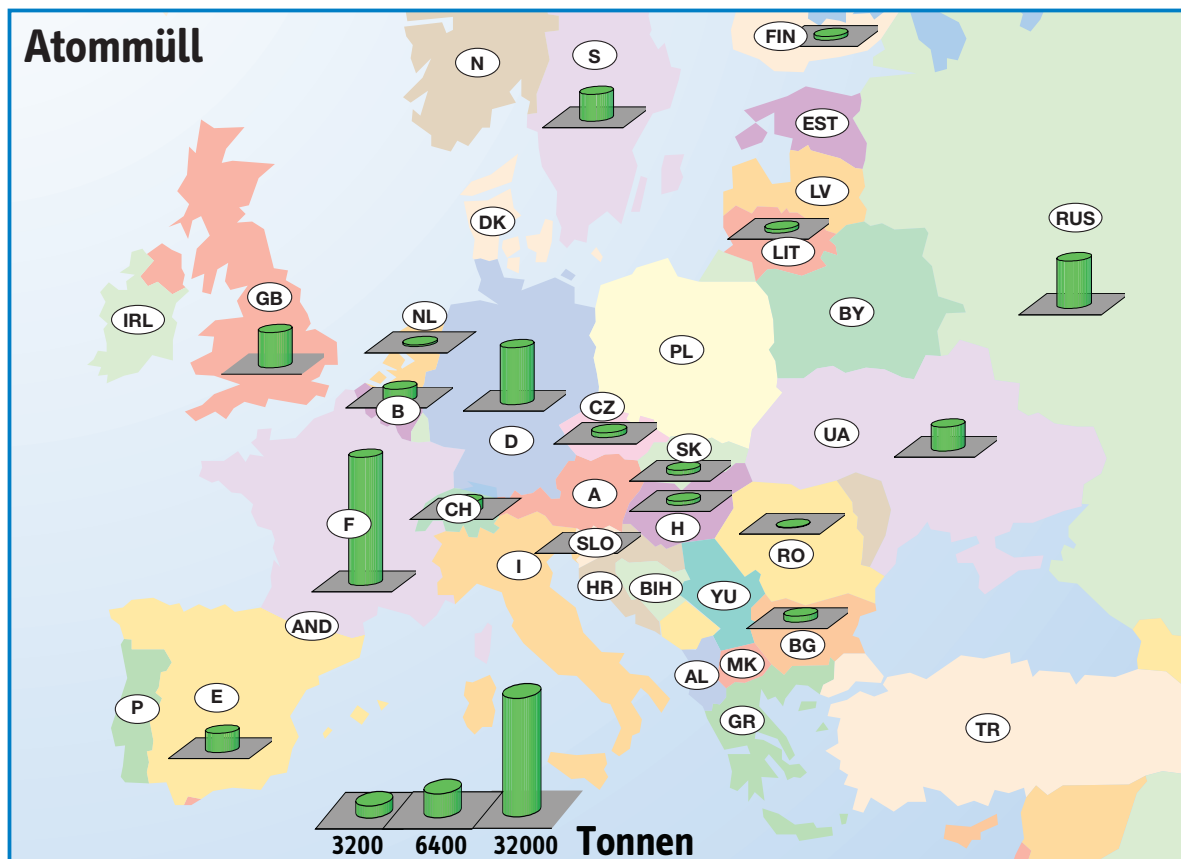 Atommüll
FIN
N
S
EST
LV
RUS
DK
LIT
GB
IRL
NL
BY
PL
B
CZ
UA
D
SK
A
F
CH
H
SLO
RO
I
HR
BIH
YU
AND
BG
MK
AL
E
P
GR
TR
3200 6400 32000 Tonnen